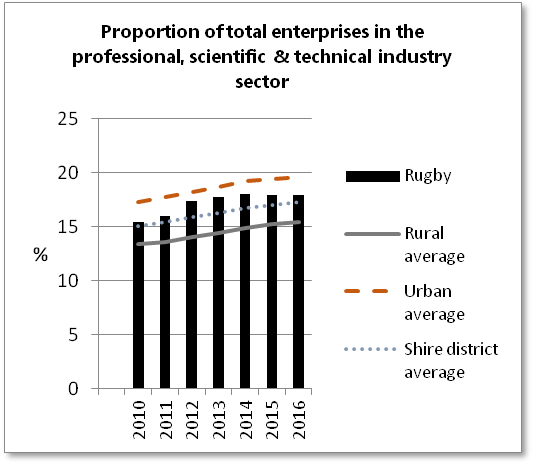 Proportion of total enterprises in the
professional, scientific & technical industry
sector
25
20
15
10
5
0
%
2010
2011
2012
2013
2014
2015
2016
Rugby
Rural
average
Urban
average
Shire district
average